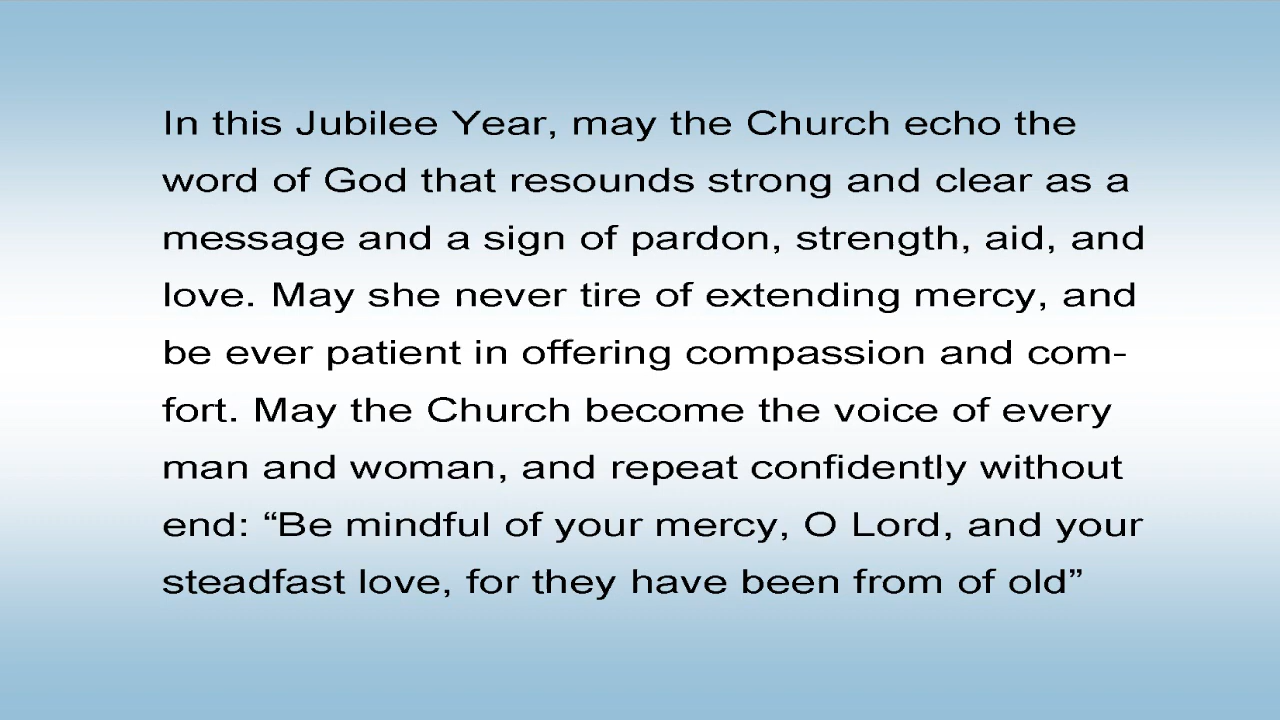 In this Jubilee Year, may the Church echo the
word of God that resounds strong and clear as a
message and a sign of pardon, strength, aid, and
love. May she never tire of extending mercy, and
be ever patient in offering compassion and com-
fort. May the Church become the voice of every
man and woman, and repeat confidently without
end: “Be mindful of your mercy, O Lord, and your
steadfast love, for they have been from of old”